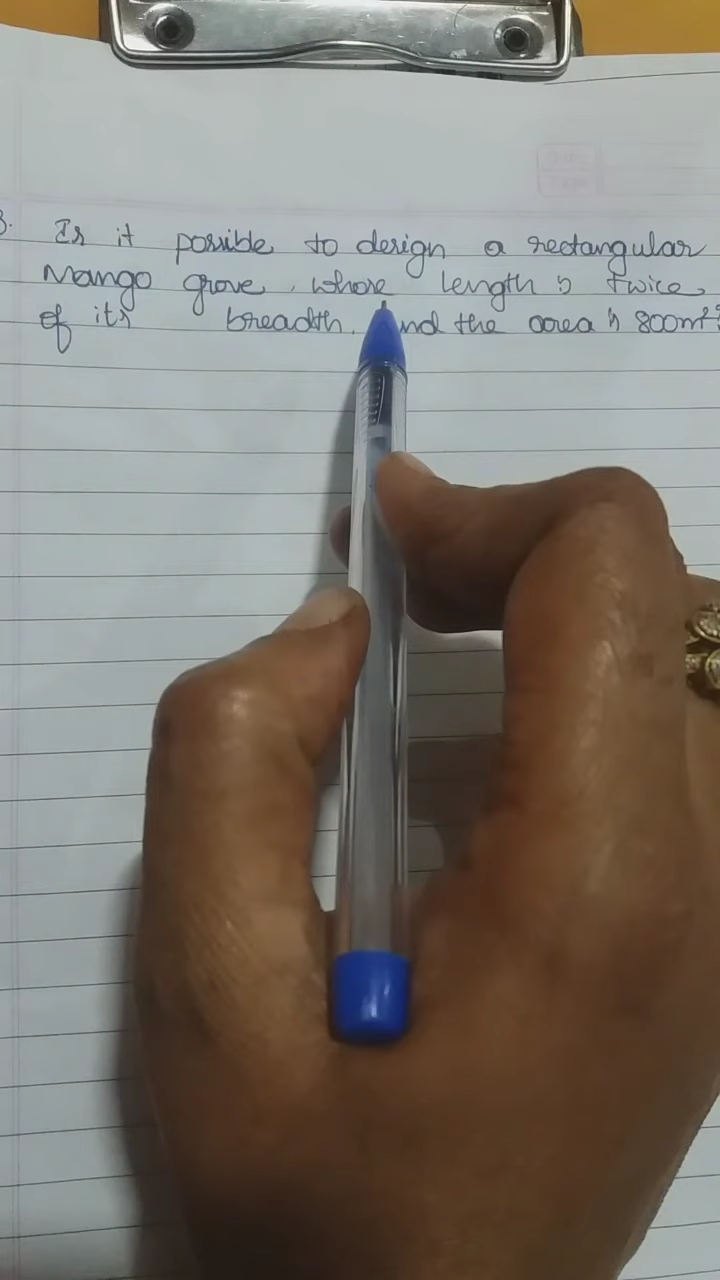 3. Is it possible to design a rectangular
Mango grove, whose length is twice
of its breadth. And the area is 800m²?